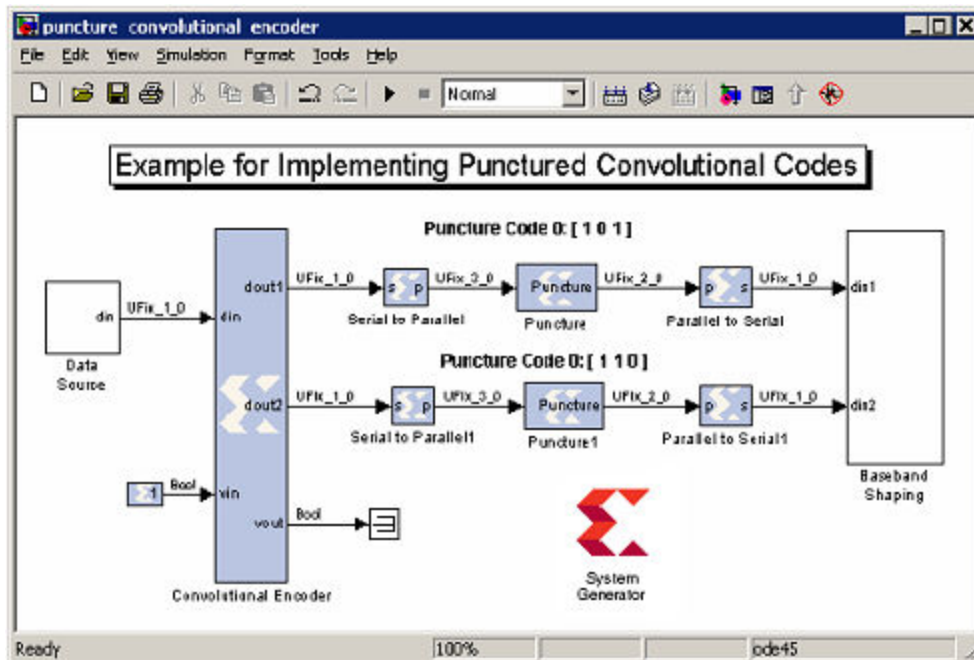 puncture convolutional encoder
File Edit View Simulation Format Tools Help
Normal
Example for Implementing Punctured Convolutional Codes
Puncture Code 0: [ 1 0 1 ]
dout1 UFix_1_0 s p UFix_3_0 Puncture UFix_2_0 p s UFix_1_0 din1
din UFix_1_0 din
Serial to Parallel Puncture Parallel to Serial
Data
Source
Puncture Code 0: [ 1 1 0 ]
dout2 UFix_1_0 s p UFix_3_0 Puncture UFix_2_0 p s UFix_1_0 din2
Serial to Parallel1 Puncture1 Parallel to Serial1
Baseband
Shaping
1 Bool vin
vout Bool
System
Generator
Convolutional Encoder
Ready 100% ode45